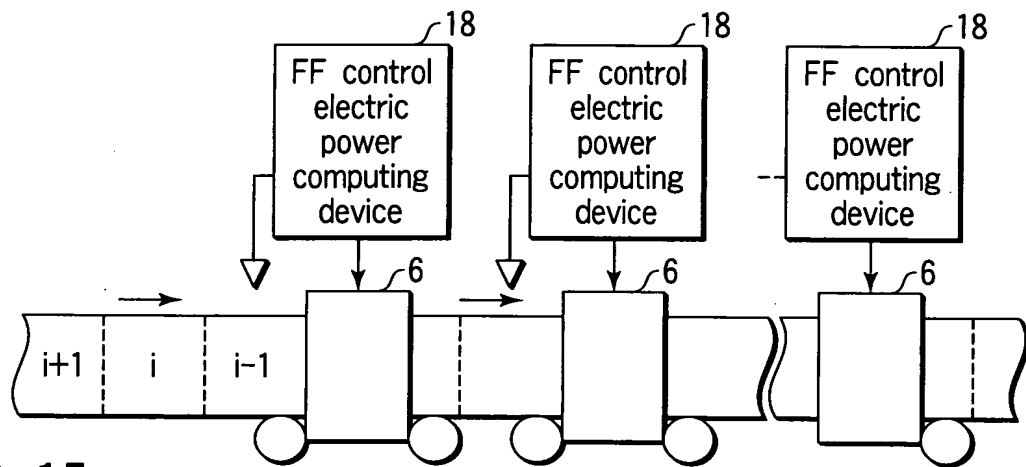 18
FF control
electric
power
computing
device
18
FF control
electric
power
computing
device
18
FF control
electric
power
computing
device
6
6
6
i+1
i
i-1